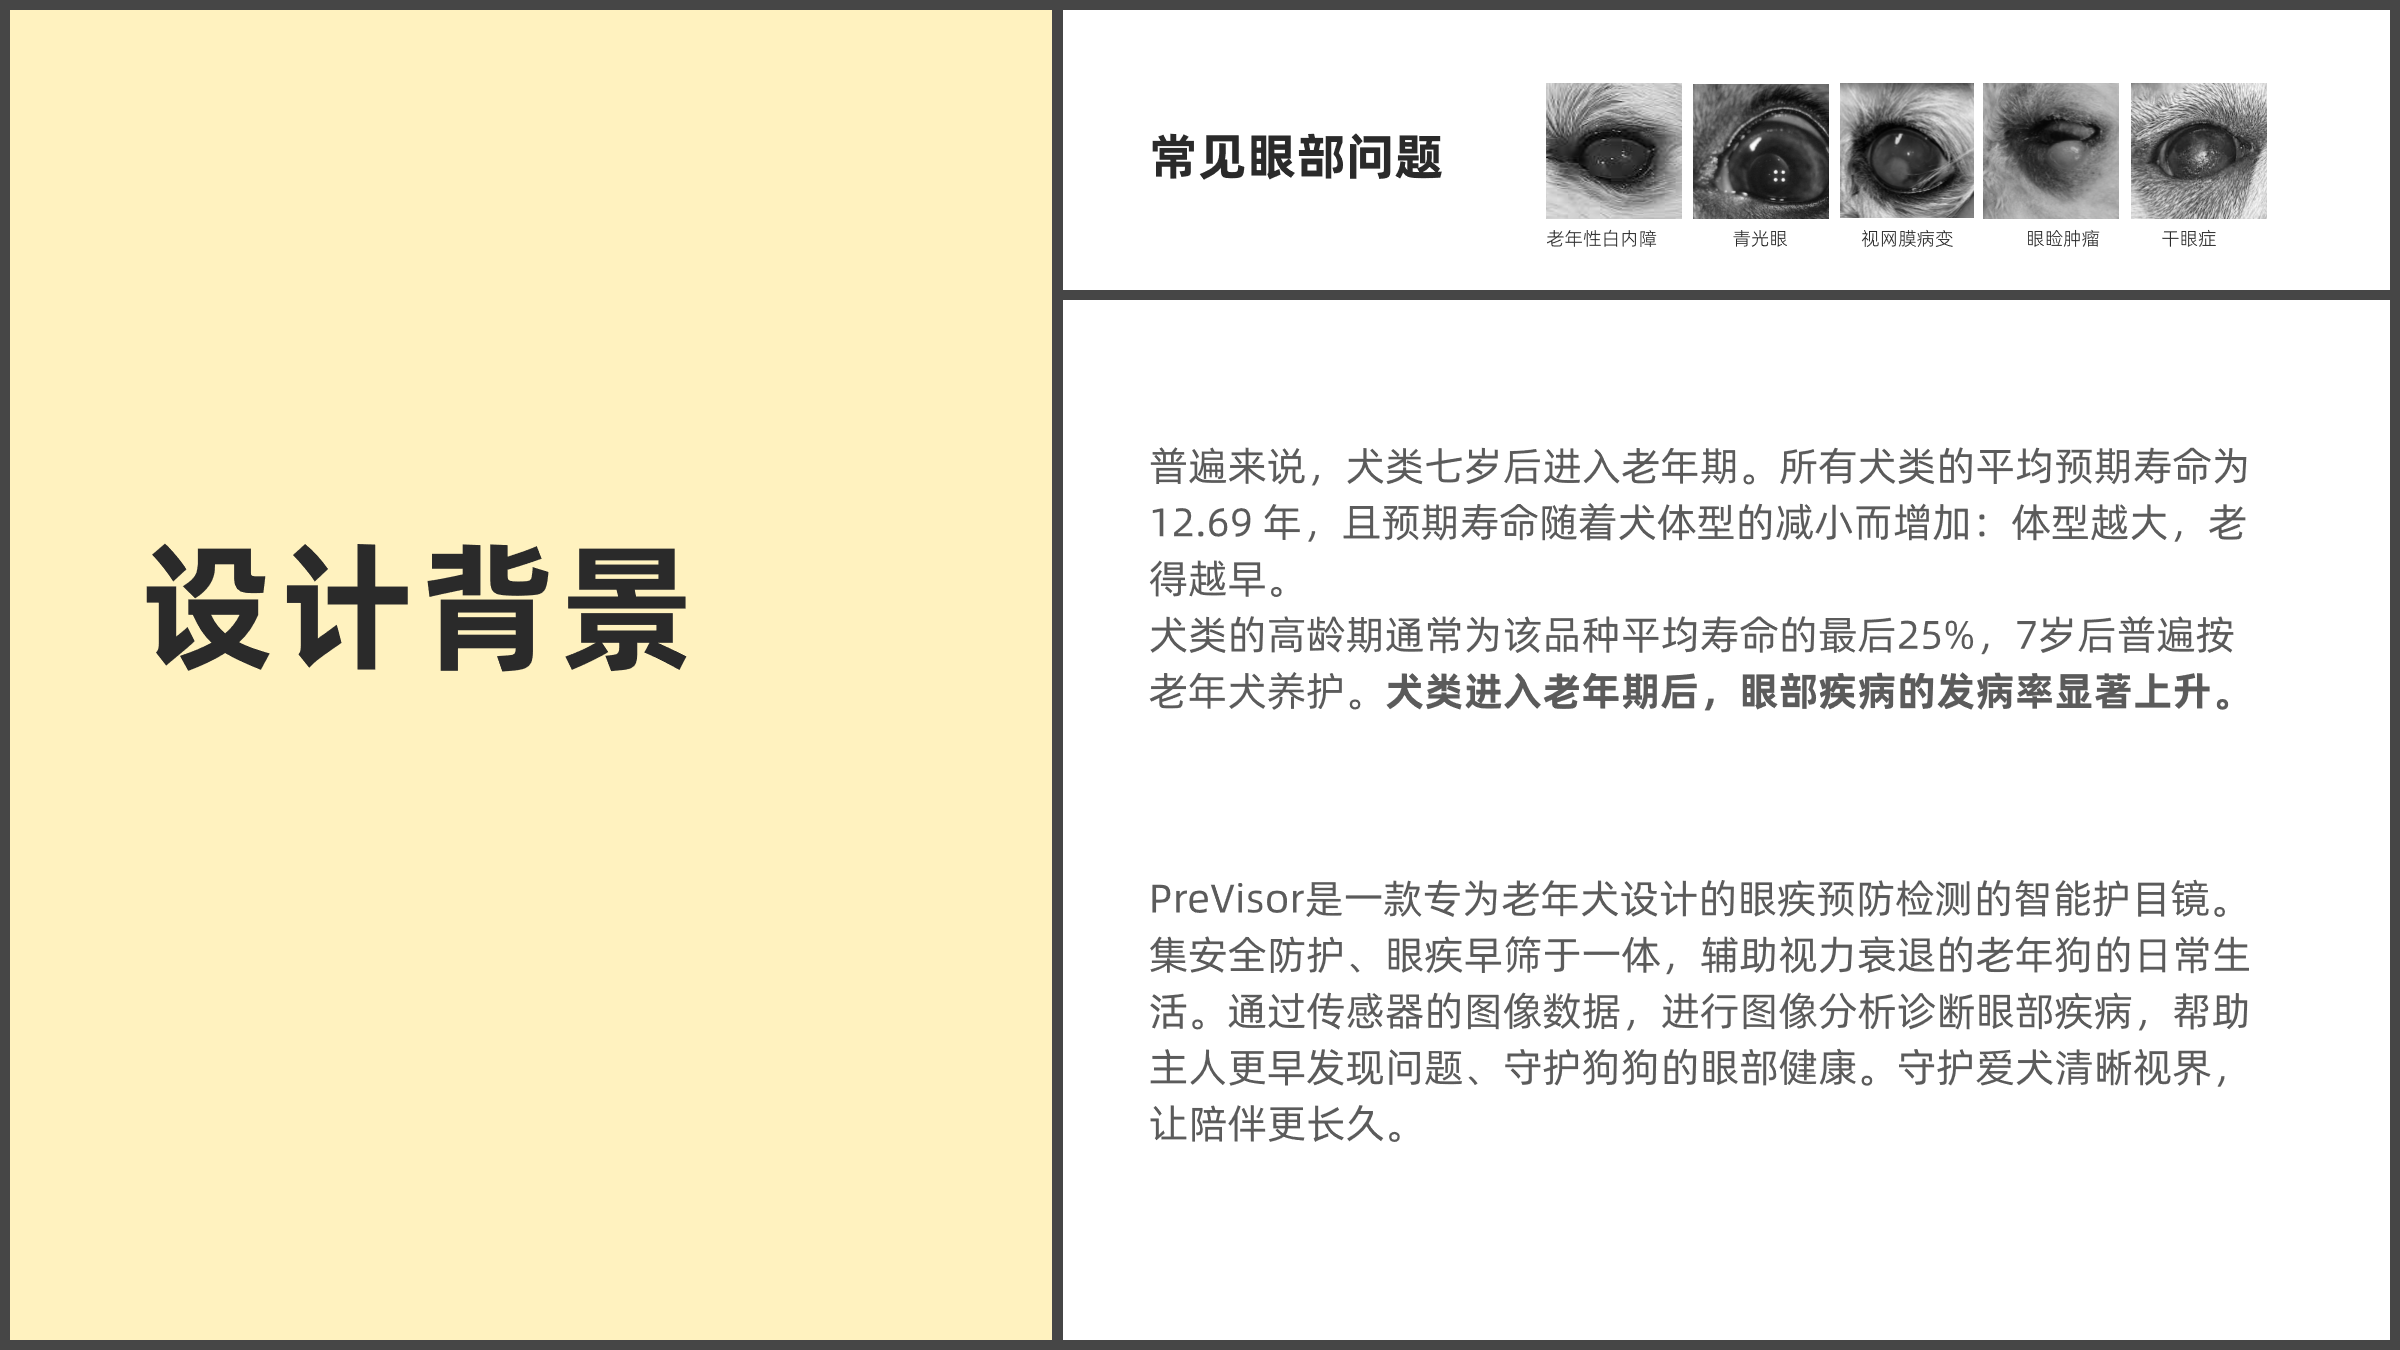 设计背景
常见眼部问题
老年性白内障 青光眼 视网膜病变 眼睑肿瘤 干眼症
普遍来说，犬类七岁后进入老年期。所有犬类的平均预期寿命为
12.69 年，且预期寿命随着犬体型的减小而增加：体型越大，老
得越早。
犬类的高龄期通常为该品种平均寿命的最后25%，7岁后普遍按
老年犬养护。犬类进入老年期后，眼部疾病的发病率显著上升。
PreVisor是一款专为老年犬设计的眼疾预防检测的智能护目镜。
集安全防护、眼疾早筛于一体，辅助视力衰退的老年狗的日常生
活。通过传感器的图像数据，进行图像分析诊断眼部疾病，帮助
主人更早发现问题、守护狗狗的眼部健康。守护爱犬清晰视界，
让陪伴更长久。